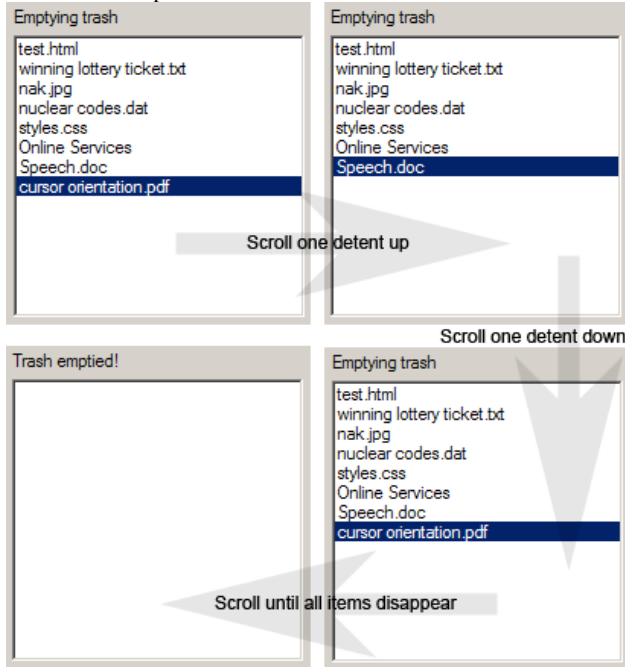 Emptying trash
test.html
winning lottery ticket.txt
nak.jpg
nuclear codes.dat
styles.css
Online Services
Speech.doc
cursor orientation.pdf
Emptying trash
test.html
winning lottery ticket.txt
nak.jpg
nuclear codes.dat
styles.css
Online Services
Speech.doc
Scroll one detent up
Scroll one detent down
Emptying trash
test.html
winning lottery ticket.txt
nak.jpg
nuclear codes.dat
styles.css
Online Services
Speech.doc
cursor orientation.pdf
Scroll until all items disappear
Trash emptied!